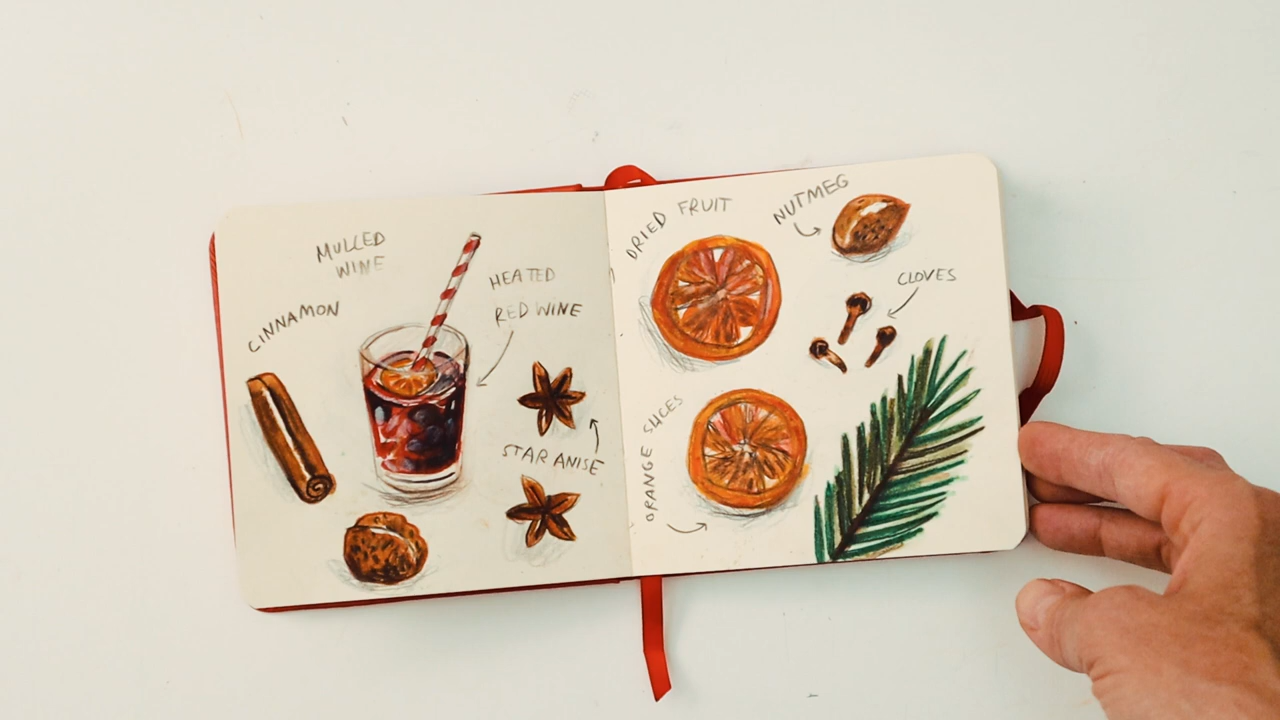 MULLED
WINE
CINNAMON
HEATED
RED WINE
STAR ANISE
DRIED FRUIT
NUTMEG
CLOVES
ORANGE SLICES